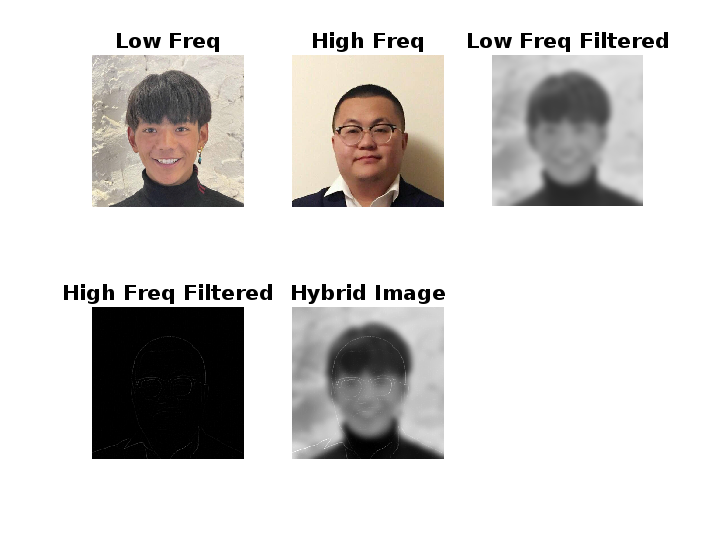 Low Freq
High Freq
Low Freq Filtered
High Freq Filtered
Hybrid Image